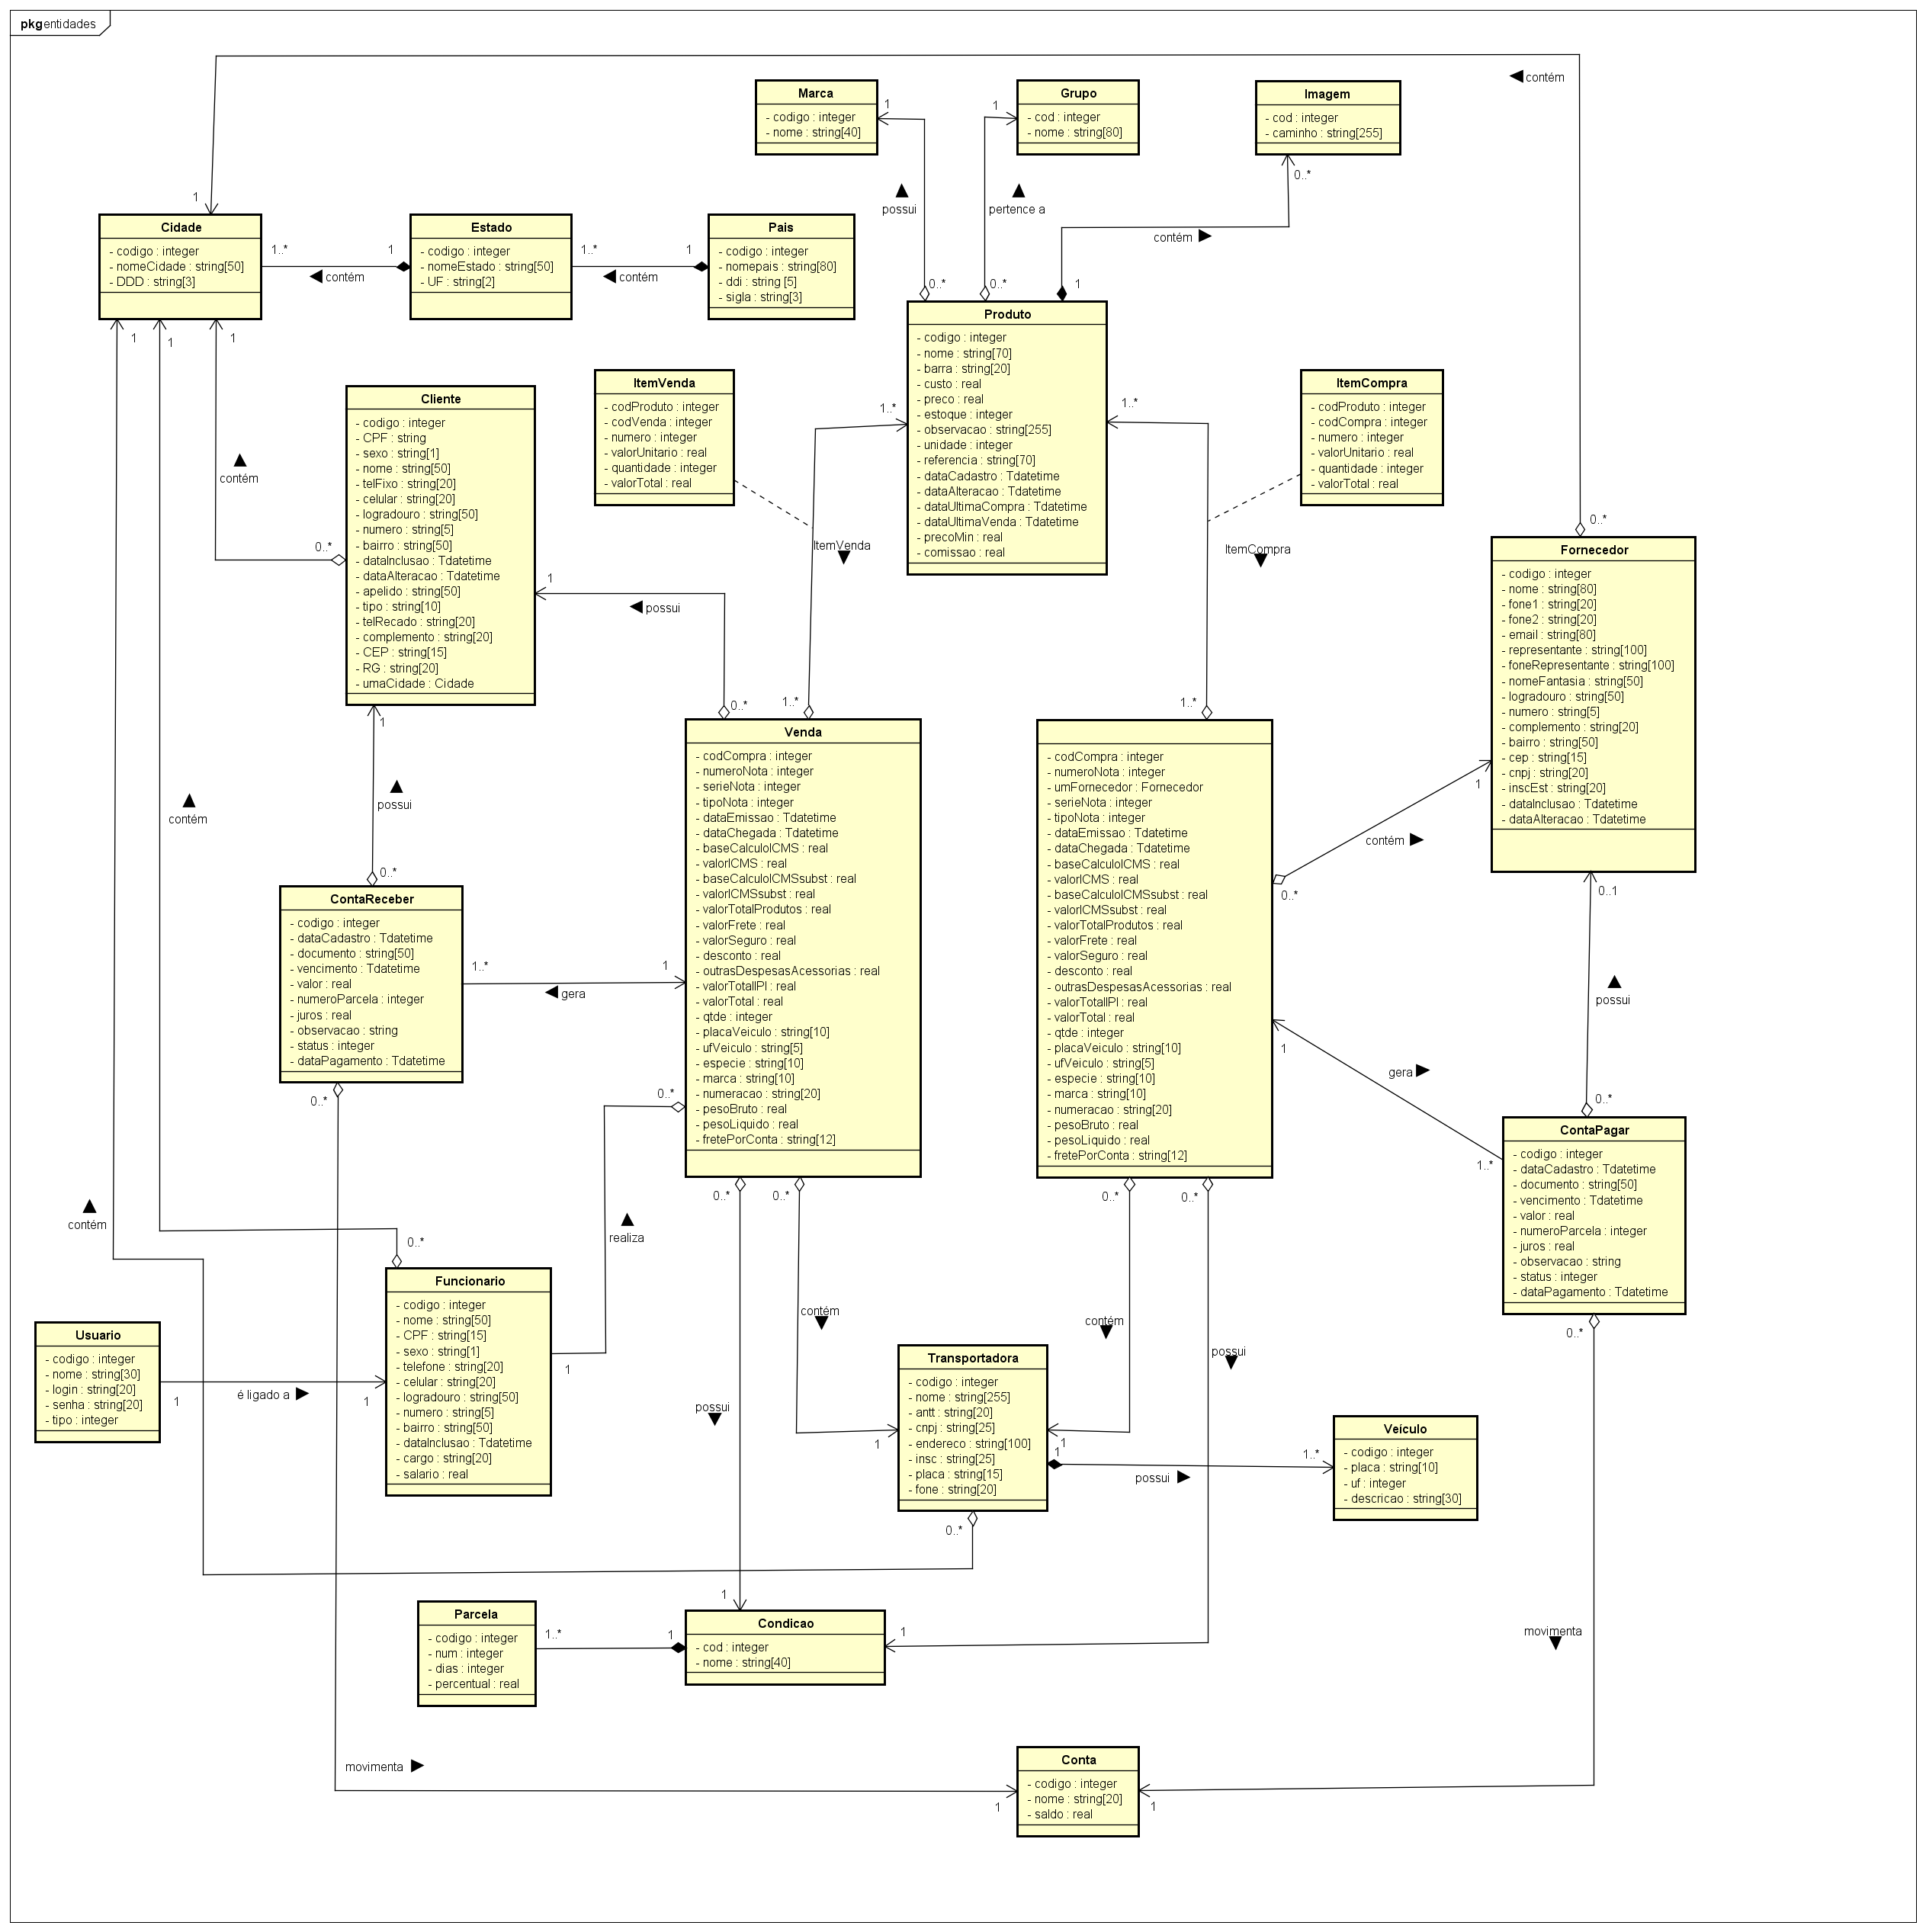 pkg entidades
contém
Marca
- codigo : integer
- nome : string[40]
1
Grupo
- cod : integer
- nome : string[80]
1
Imagem
- cod : integer
- caminho : string[255]
0..*
possui
pertence a
contém
1
Cidade
- codigo : integer
- nomeCidade : string[50]
- DDD : string[3]
1..*
1
contém
Estado
- codigo : integer
- nomeEstado : string[50]
- UF : string[2]
1..*
1
contém
Pais
- codigo : integer
- nomepais : string[80]
- ddi : string [5]
- sigla : string[3]
0..*
0..*
1
Produto
- codigo : integer
- nome : string[70]
- barra : string[20]
- custo : real
- preco : real
- estoque : integer
- observacao : string[255]
- unidade : integer
- referencia : string[70]
- dataCadastro : Tdatetime
- dataAlteracao : Tdatetime
- dataUltimaCompra : Tdatetime
- dataUltimaVenda : Tdatetime
- precoMin : real
- comissao : real
1
1
1
1..*
1..*
ItemVenda
- codProduto : integer
- codVenda : integer
- numero : integer
- valorUnitario : real
- quantidade : integer
- valorTotal : real
ItemVenda
ItemCompra
- codProduto : integer
- codCompra : integer
- numero : integer
- valorUnitario : real
- quantidade : integer
- valorTotal : real
ItemCompra
Cliente
- codigo : integer
- CPF : string
- sexo : string[1]
- nome : string[50]
- telFixo : string[20]
- celular : string[20]
- logradouro : string[50]
- numero : string[5]
- bairro : string[50]
- dataInclusao : Tdatetime
- dataAlteracao : Tdatetime
- apelido : string[50]
- tipo : string[10]
- telRecado : string[20]
- complemento : string[20]
- CEP : string[15]
- RG : string[20]
- umaCidade : Cidade
contém
0..*
1
possui
0..*
1..*
1..*
0..*
Fornecedor
- codigo : integer
- nome : string[80]
- fone1 : string[20]
- fone2 : string[20]
- email : string[80]
- representante : string[100]
- foneRepresentante : string[100]
- nomeFantasia : string[50]
- logradouro : string[50]
- numero : string[5]
- complemento : string[20]
- bairro : string[50]
- cep : string[15]
- cnpj : string[20]
- inscEst : string[20]
- dataInclusao : Tdatetime
- dataAlteracao : Tdatetime
1
possui
0..*
contém
Venda
- codCompra : integer
- numeroNota : integer
- serieNota : integer
- tipoNota : integer
- dataEmissao : Tdatetime
- dataChegada : Tdatetime
- baseCalculoICMS : real
- valorICMS : real
- baseCalculoICMSsubst : real
- valorICMSsubst : real
- valorTotalProdutos : real
- valorFrete : real
- valorSeguro : real
- desconto : real
- outrasDespesasAcessorias : real
- valorTotalIPI : real
- valorTotal : real
- qtde : integer
- placaVeiculo : string[10]
- ufVeiculo : string[5]
- especie : string[10]
- marca : string[10]
- numeracao : string[20]
- pesoBruto : real
- pesoLiquido : real
- fretePorConta : string[12]
- codCompra : integer
- numeroNota : integer
- umFornecedor : Fornecedor
- serieNota : integer
- tipoNota : integer
- dataEmissao : Tdatetime
- dataChegada : Tdatetime
- baseCalculoICMS : real
- valorICMS : real
- baseCalculoICMSsubst : real
- valorICMSsubst : real
- valorTotalProdutos : real
- valorFrete : real
- valorSeguro : real
- desconto : real
- outrasDespesasAcessorias : real
- valorTotalIPI : real
- valorTotal : real
- qtde : integer
- placaVeiculo : string[10]
- ufVeiculo : string[5]
- especie : string[10]
- marca : string[10]
- numeracao : string[20]
- pesoBruto : real
- pesoLiquido : real
- fretePorConta : string[12]
1
contém
0..*
0..1
possui
0..*
1
gera
1..*
ContaReceber
- codigo : integer
- dataCadastro : Tdatetime
- documento : string[50]
- vencimento : Tdatetime
- valor : real
- numeroParcela : integer
- juros : real
- observacao : string
- status : integer
- dataPagamento : Tdatetime
1..*
1
gera
0..*
0..*
ContaPagar
- codigo : integer
- dataCadastro : Tdatetime
- documento : string[50]
- vencimento : Tdatetime
- valor : real
- numeroParcela : integer
- juros : real
- observacao : string
- status : integer
- dataPagamento : Tdatetime
0..*
contém
0..*
realiza
0..*
0..*
0..*
0..*
Funcionario
- codigo : integer
- nome : string[50]
- CPF : string[15]
- sexo : string[1]
- telefone : string[20]
- celular : string[20]
- logradouro : string[50]
- numero : string[5]
- bairro : string[50]
- dataInclusao : Tdatetime
- cargo : string[20]
- salario : real
1
Usuario
- codigo : integer
- nome : string[30]
- login : string[20]
- senha : string[20]
- tipo : integer
1
é ligado a
1
contém
contém
possui
possui
Transportadora
- codigo : integer
- nome : string[255]
- antt : string[20]
- cnpj : string[25]
- endereco : string[100]
- insc : string[25]
- placa : string[15]
- fone : string[20]
1
1
1
possui
1..*
0..*
Veículo
- codigo : integer
- placa : string[10]
- uf : integer
- descricao : string[30]
1
1
Parcela
- codigo : integer
- num : integer
- dias : integer
- percentual : real
1..*
1
Condicao
- cod : integer
- nome : string[40]
movimenta
movimenta
Conta
- codigo : integer
- nome : string[20]
- saldo : real
1
1